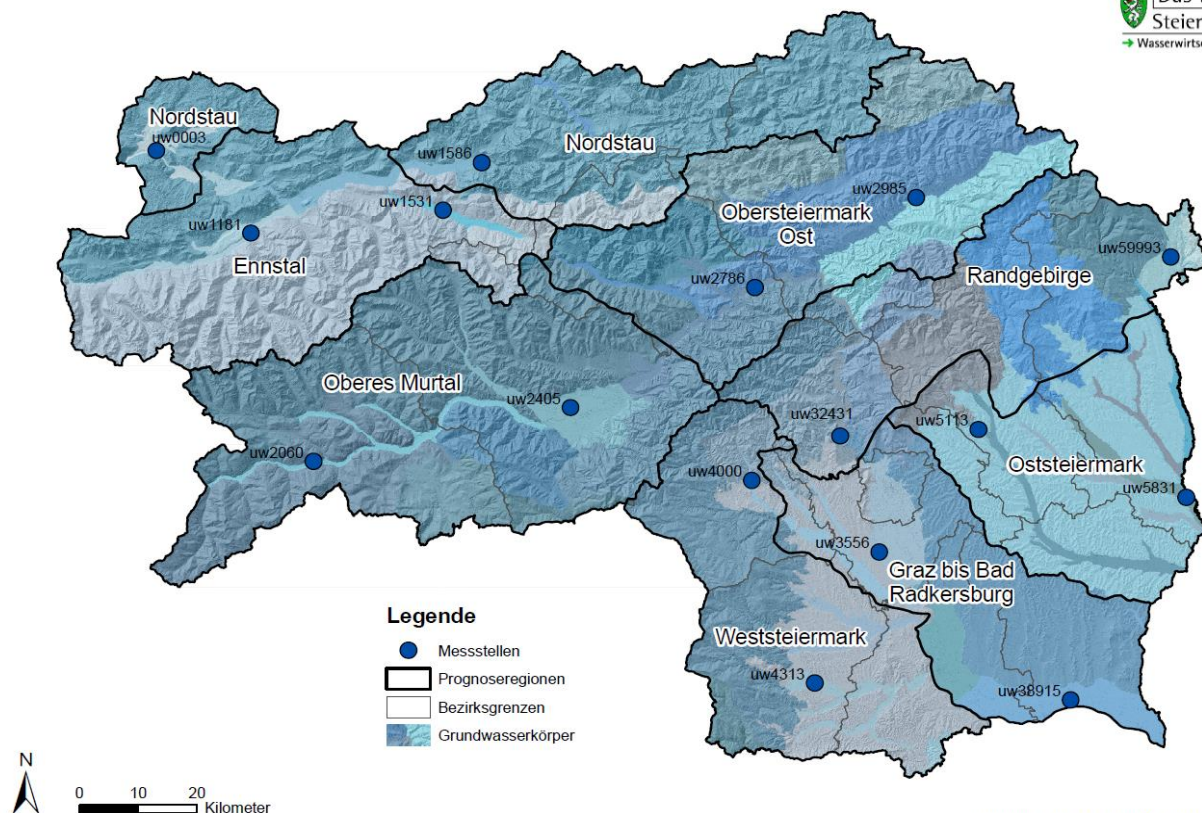 Steier
→ Wasserwirtsc
Nordstau
uw0003
Nordstau
uw1586
uw2985
uw1531
Obersteiermark
Ost
uw1181
uw59993
Ennstal
Randgebirge
uw2786
Oberes Murtal
uw2405
uw32431
uw5113
uw2060
Oststeiermark
uw4000
uw5831
uw3556
Graz bis Bad
Radkersburg
Weststeiermark
uw4313
uw38915
Legende
Messstellen
Prognoseregionen
Bezirksgrenzen
Grundwasserkörper
N
0 10 20
Kilometer